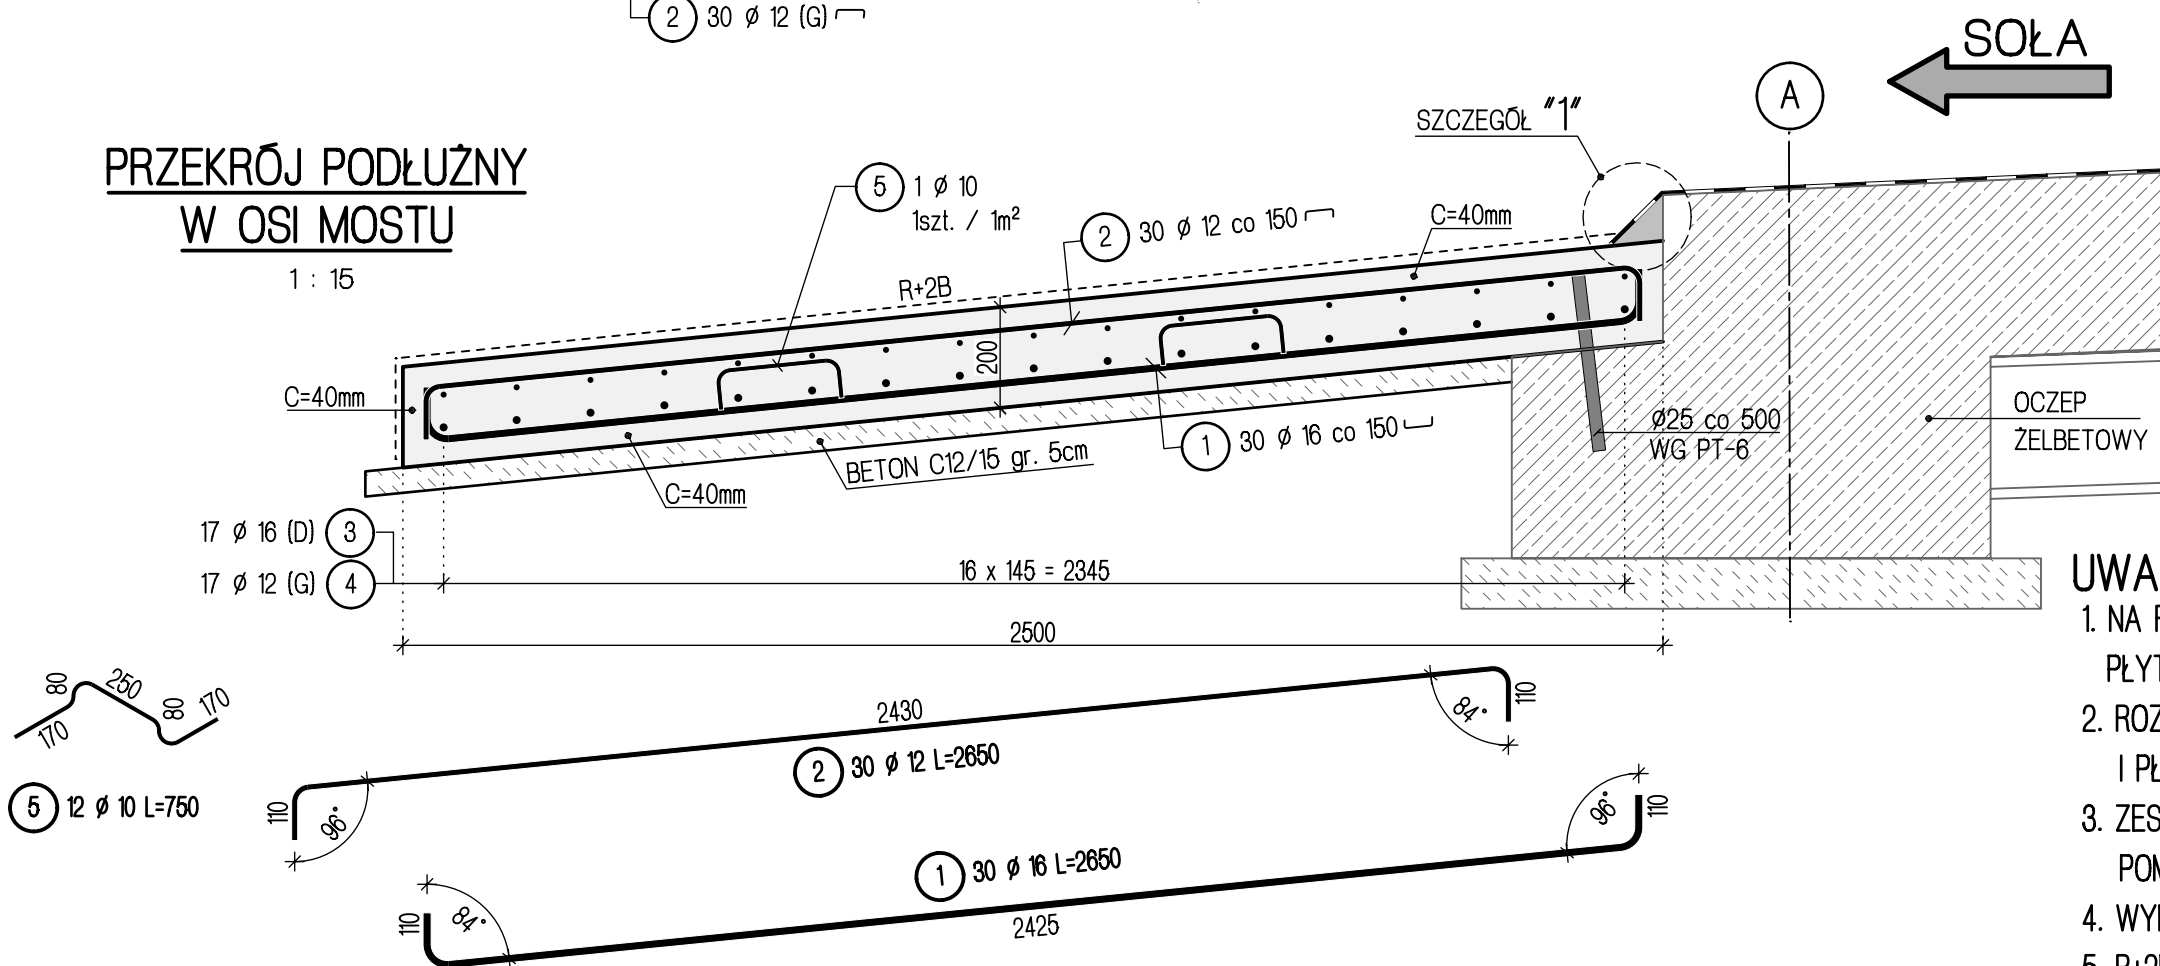 2 30 ø 12 (G)
SOŁA
A
SZCZEGÓŁ "1"
PRZEKRÓJ PODŁUŻNY
W OSI MOSTU
1 : 15
5 1 ø 10
1szt. / 1m²
2 30 ø 12 co 150
C=40mm
R+2B
200
C=40mm
OCZEP
ŻELBETOWY
ø25 co 500
WG PT-6
1 30 ø 16 co 150
BETON C12/15 gr. 5cm
C=40mm
17 ø 16 (D) 3
17 ø 12 (G) 4
16 x 145 = 2345
UWA
1. NA
2500
PŁYT
80 250 80 170
170
2430
84°
110
2. ROZ
2 30 ø 12 L=2650
I PŁ
5 12 ø 10 L=750
110
96°
96°
110
3. ZES
1 30 ø 16 L=2650
POM
110
84°
2425
4. WYK